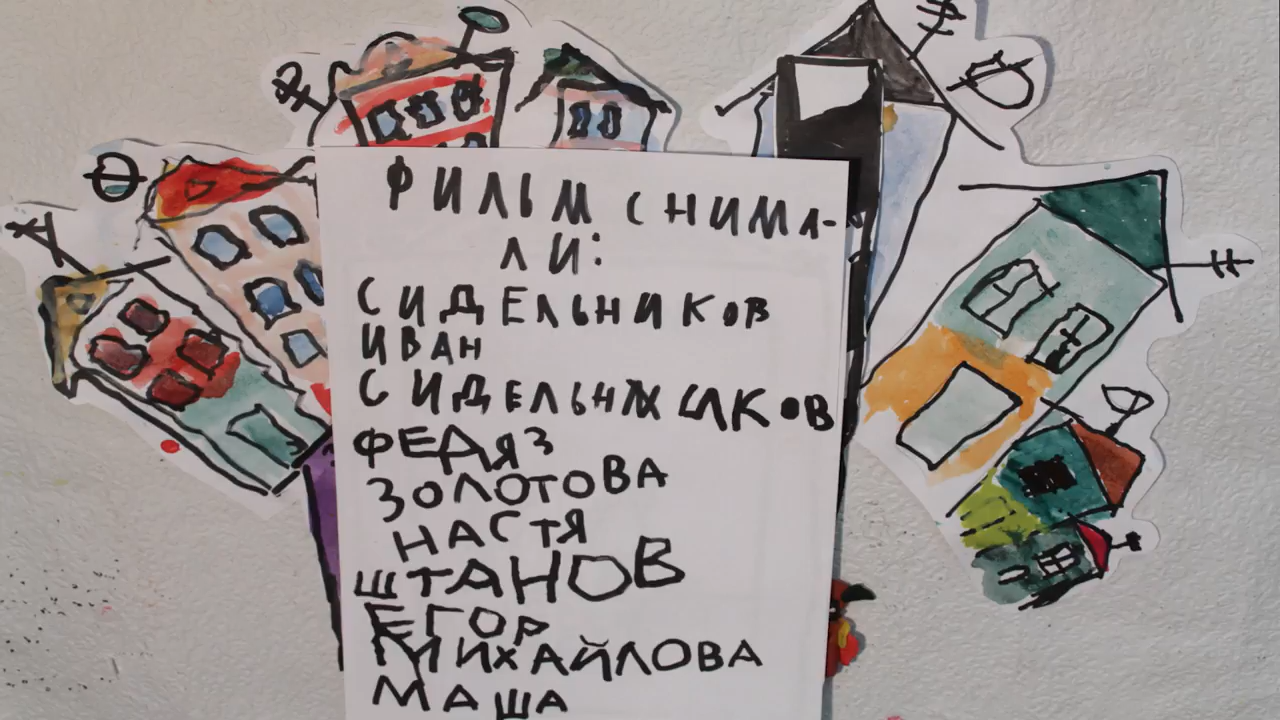 ФИЛЬМ СНИМА-
ЛИ:
СИДЕЛЬНИКОВ
ИВАН
СИДЕЛЬНИКОВ
ФЕДЯ З
ЗОЛОТОВА
НАСТЯ
ШТАНОВ
ЕГОР
МИХАЙЛОВА
МАША